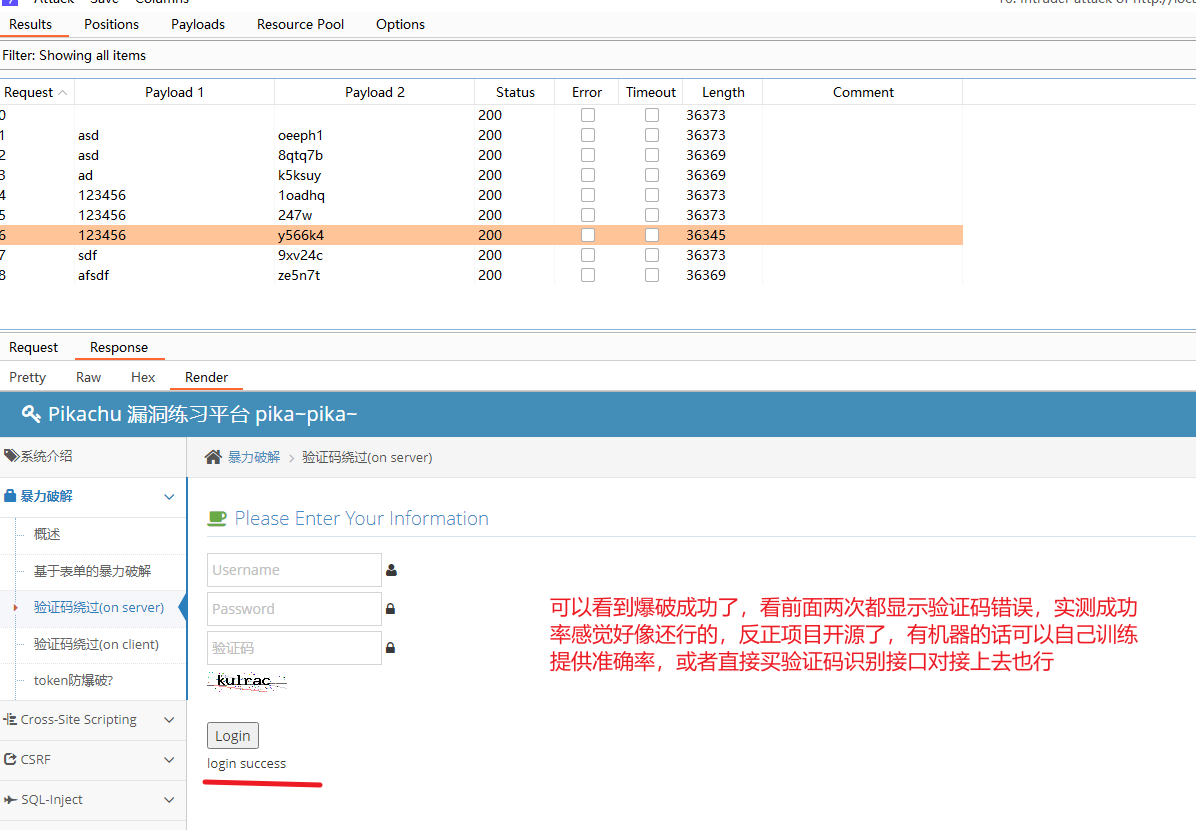 Attack Save Columns
Results Positions Payloads Resource Pool Options
Filter: Showing all items
Request Payload 1 Payload 2 Status Error Timeout Length Comment
0 200 36373
1 asd oeeph1 200 36373
2 asd 8qtq7b 200 36369
3 ad k5ksuy 200 36369
4 123456 1oadhq 200 36373
5 123456 247w 200 36373
6 123456 y566k4 200 36345
7 sdf 9xv24c 200 36373
8 afsdf ze5n7t 200 36369
Request Response
Pretty Raw Hex Render
Pikachu 漏洞练习平台 pika~pika~
系统介绍
暴力破解
概述
基于表单的暴力破解
验证码绕过(on server)
验证码绕过(on client)
token防爆破?
Cross-Site Scripting
CSRF
SQL-Inject
暴力破解 > 验证码绕过(on server)
Please Enter Your Information
Username
Password
验证码
kulrac
Login
login success
可以看到爆破成功了，看前面两次都显示验证码错误，实测成功
率感觉好像还行的，反正项目开源了，有机器的话可以自己训练
提供准确率，或者直接买验证码识别接口对接上去也行